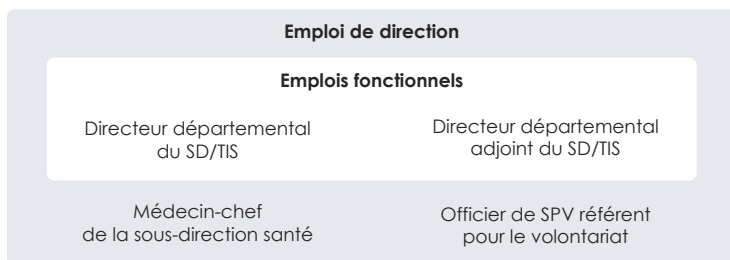 Emploi de direction
Emplois fonctionnels
Directeur départemental
du SD/TIS
Directeur départemental
adjoint du SD/TIS
Médecin-chef
de la sous-direction santé
Officier de SPV référent
pour le volontariat